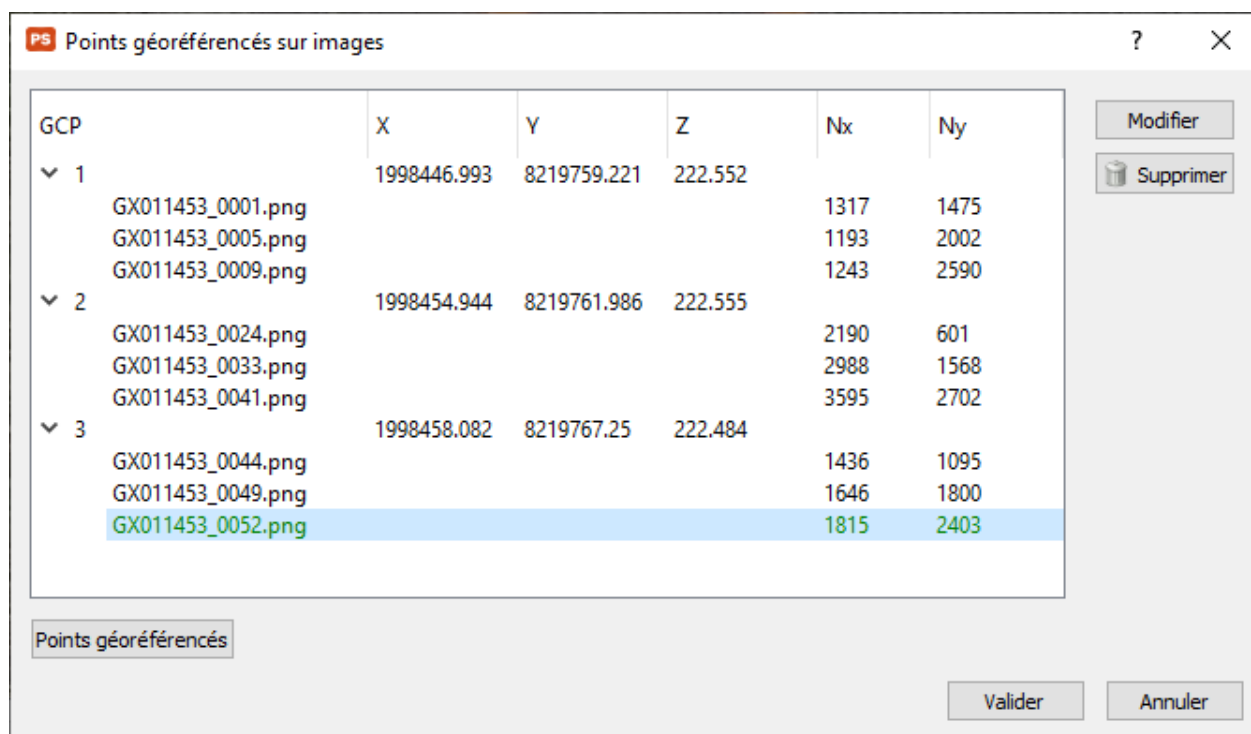 PS Points géoréférencés sur images ? X
GCP X Y Z Nx Ny
1 1998446.993 8219759.221 222.552
GX011453_0001.png 1317 1475
GX011453_0005.png 1193 2002
GX011453_0009.png 1243 2590
2 1998454.944 8219761.986 222.555
GX011453_0024.png 2190 601
GX011453_0033.png 2988 1568
GX011453_0041.png 3595 2702
3 1998458.082 8219767.25 222.484
GX011453_0044.png 1436 1095
GX011453_0049.png 1646 1800
GX011453_0052.png 1815 2403
Modifier
Supprimer
Points géoréférencés
Valider Annuler